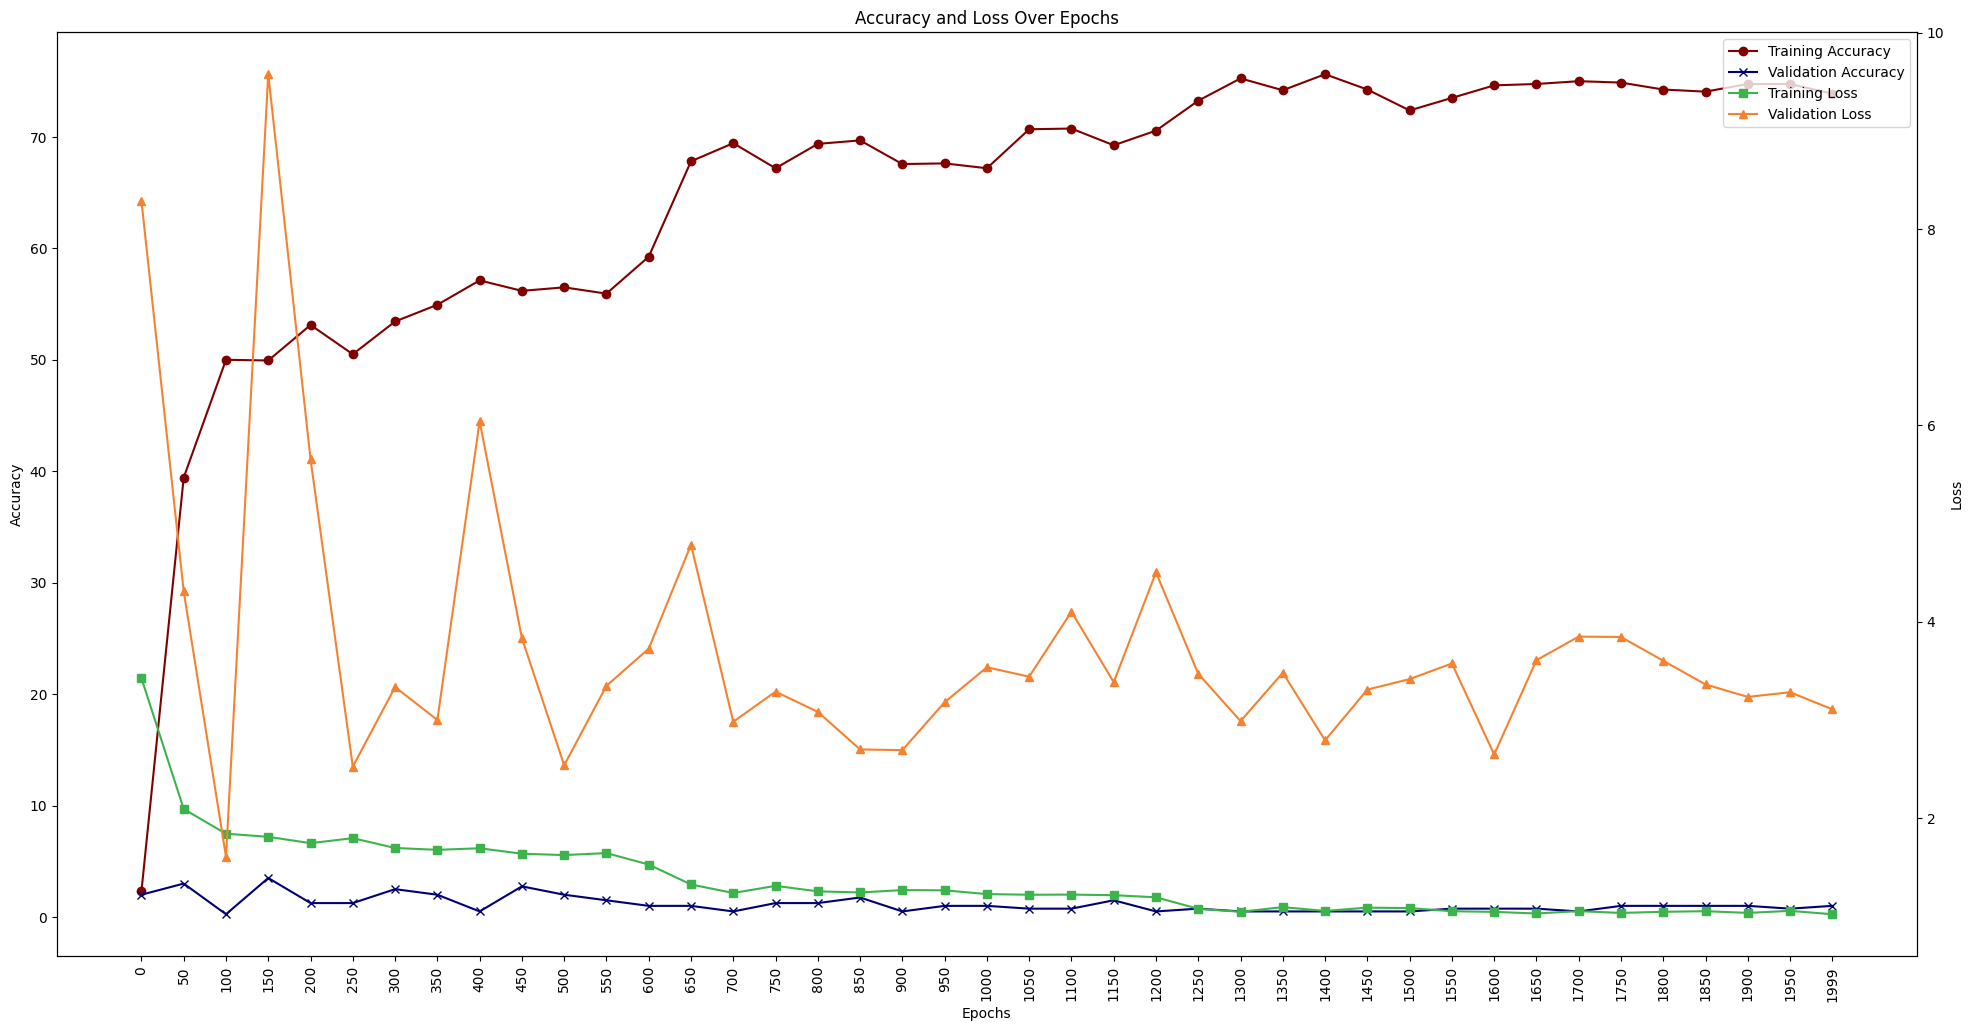 Accuracy and Loss Over Epochs
Training Accuracy
Validation Accuracy
Training Loss
Validation Loss
Accuracy
70
60
50
40
30
20
10
0
10
8
6
4
2
Loss
0 50 100 150 200 250 300 350 400 450 500 550 600 650 700 750 800 850 900 950 1000 1050 1100 1150 1200 1250 1300 1350 1400 1450 1500 1550 1600 1650 1700 1750 1800 1850 1900 1950 1999
Epochs